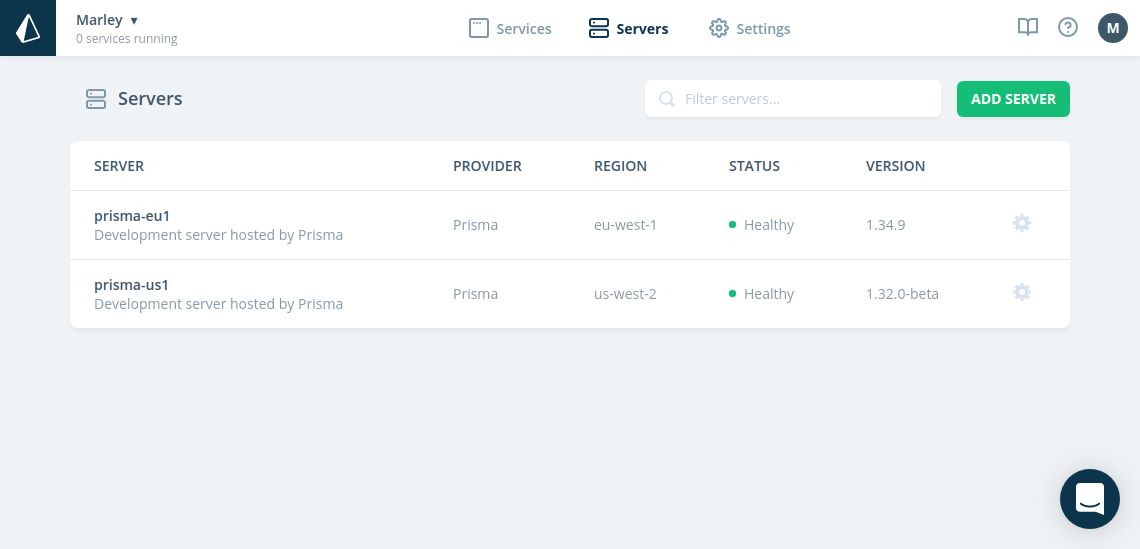 Marley ▼
0 services running
Services
Servers
Settings
M
Servers
Filter servers...
ADD SERVER
SERVER PROVIDER REGION STATUS VERSION
prisma-eu1
Development server hosted by Prisma
Prisma eu-west-1 Healthy 1.34.9
prisma-us1
Development server hosted by Prisma
Prisma us-west-2 Healthy 1.32.0-beta